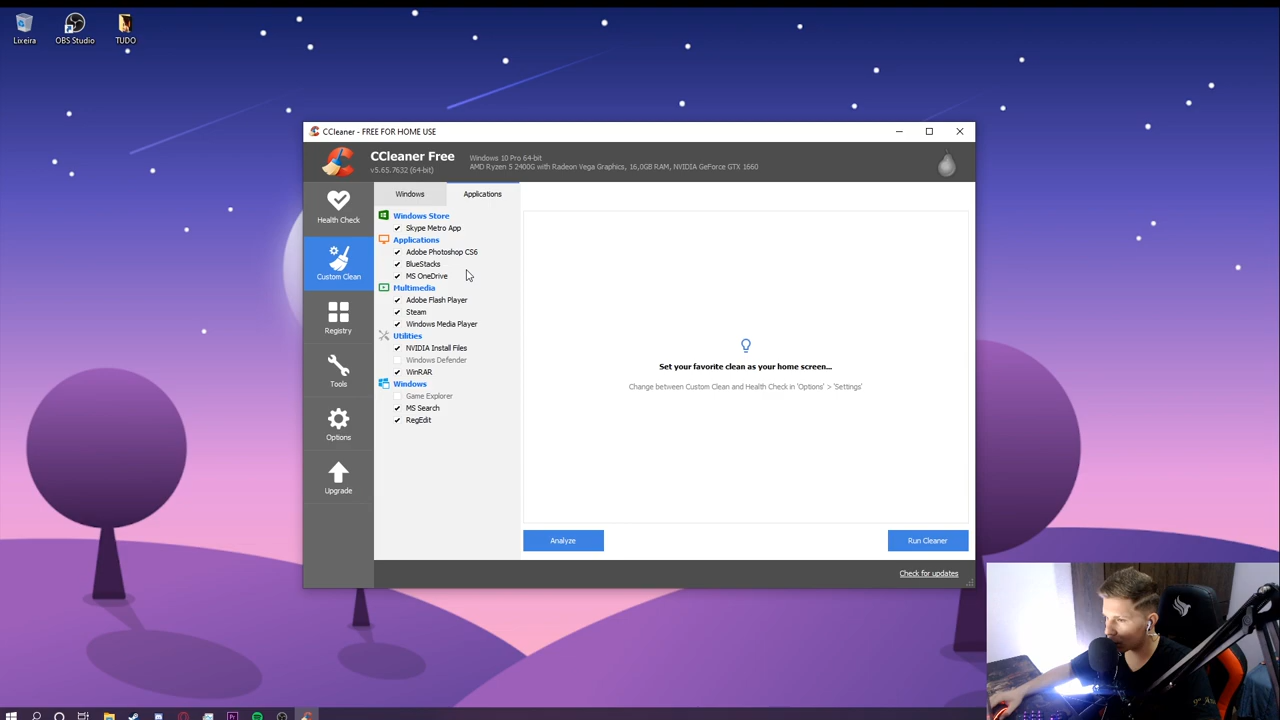 Lixeira
OBS Studio
TUDO
CCleaner - FREE FOR HOME USE
CCleaner Free
v5.65.7632 (64-bit)
Windows 10 Pro 64-bit
AMD Ryzen 5 2400G with Radeon Vega Graphics, 16,0GB RAM, NVIDIA GeForce GTX 1660
Health Check
Custom Clean
Registry
Tools
Options
Upgrade
Windows
Applications
Windows Store
Skype Metro App
Applications
Adobe Photoshop CS6
BlueStacks
MS OneDrive
Multimedia
Adobe Flash Player
Steam
Windows Media Player
Utilities
NVIDIA Install Files
Windows Defender
WinRAR
Windows
Game Explorer
MS Search
RegEdit
Set your favorite clean as your home screen...
Change between Custom Clean and Health Check in 'Options' > 'Settings'
Analyze
Run Cleaner
Check for updates